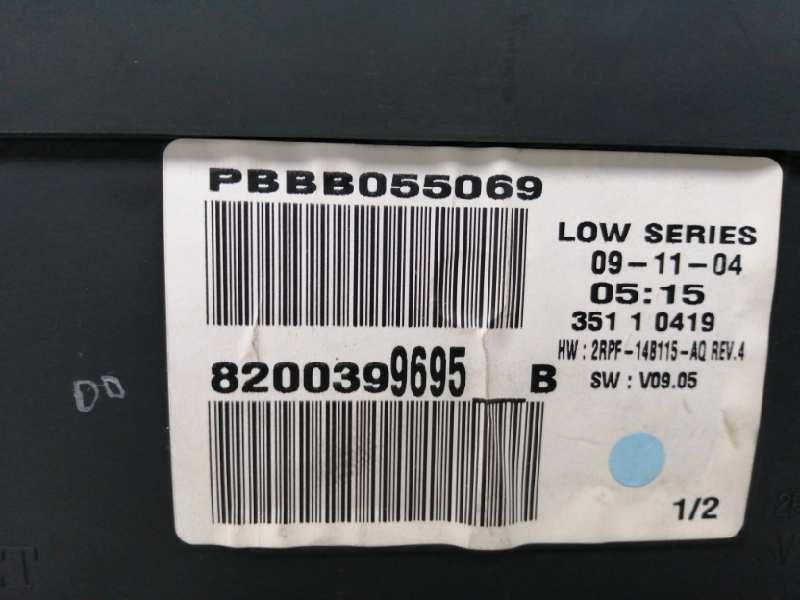 PBBB055069
LOW SERIES
09-11-04
05:15
351 1 0419
HW : 2RPF-14B115-AQ REV.4
8200399695___B
SW : V09.05
1/2